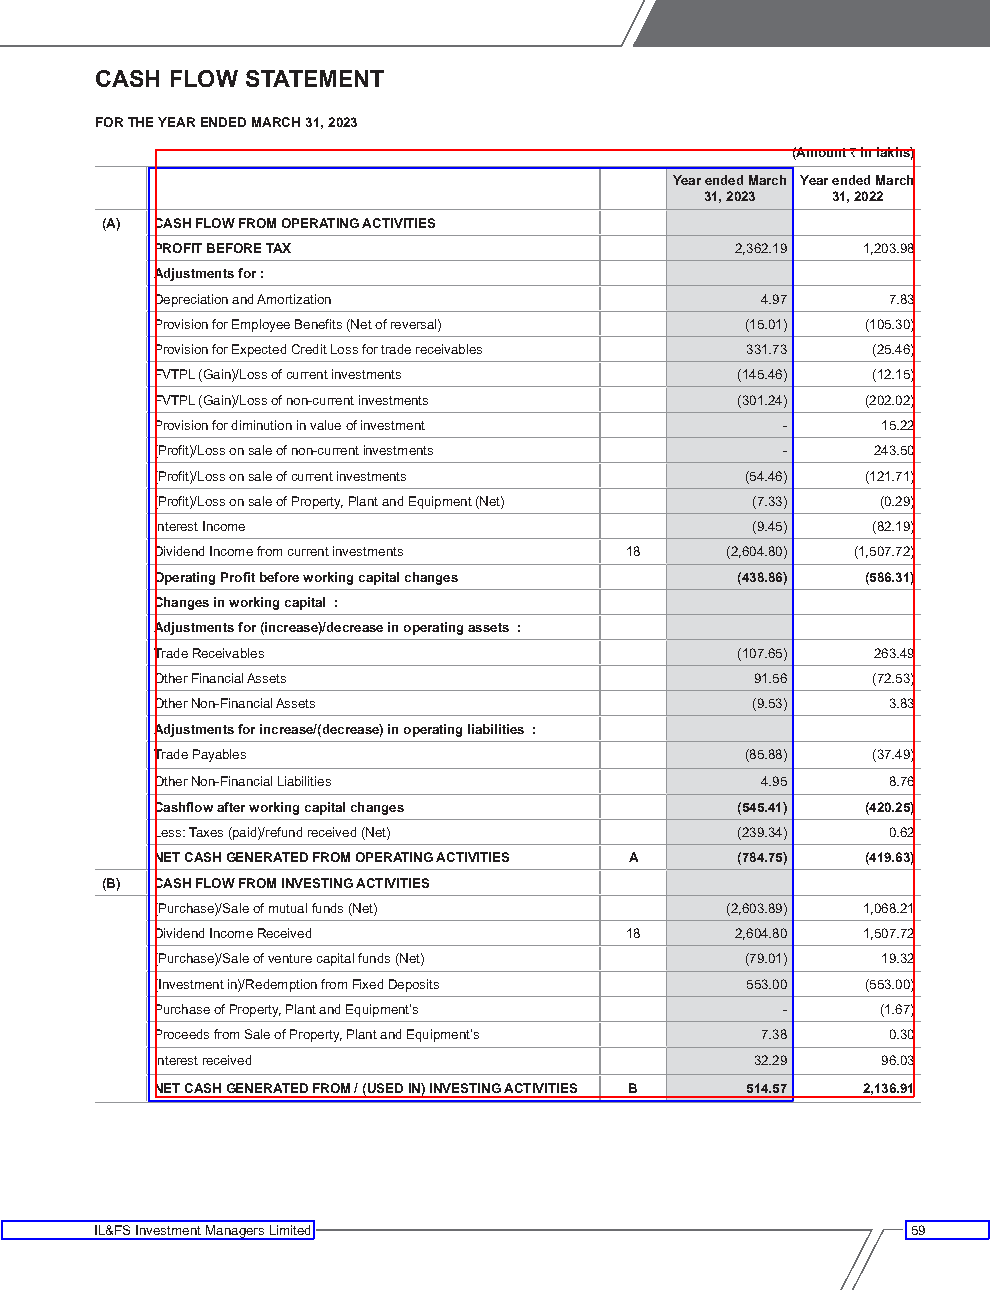 CASH FLOW STATEMENT
FOR THE YEAR ENDED MARCH 31, 2023
(Amount ₹ in lakhs)
Year ended March 31, 2023 Year ended March 31, 2022
(A) CASH FLOW FROM OPERATING ACTIVITIES
PROFIT BEFORE TAX 2,362.19 1,203.98
Adjustments for :
Depreciation and Amortization 4.97 7.83
Provision for Employee Benefits (Net of reversal) (15.01) (105.30)
Provision for Expected Credit Loss for trade receivables 331.73 (25.46)
FVTPL (Gain)/Loss of current investments (145.46) (12.15)
FVTPL (Gain)/Loss of non-current investments (301.24) (202.02)
Provision for diminution in value of investment - 15.22
(Profit)/Loss on sale of non-current investments - 243.50
(Profit)/Loss on sale of current investments (54.46) (121.71)
(Profit)/Loss on sale of Property, Plant and Equipment (Net) (7.33) (0.29)
Interest Income (9.45) (82.19)
Dividend Income from current investments 18 (2,604.80) (1,507.72)
Operating Profit before working capital changes (438.86) (586.31)
Changes in working capital :
Adjustments for (increase)/decrease in operating assets :
Trade Receivables (107.65) 263.49
Other Financial Assets 91.56 (72.53)
Other Non-Financial Assets (9.53) 3.83
Adjustments for increase/(decrease) in operating liabilities :
Trade Payables (85.88) (37.49)
Other Non-Financial Liabilities 4.95 8.76
Cashflow after working capital changes (545.41) (420.25)
Less: Taxes (paid)/refund received (Net) (239.34) 0.62
NET CASH GENERATED FROM OPERATING ACTIVITIES A (784.75) (419.63)
(B) CASH FLOW FROM INVESTING ACTIVITIES
(Purchase)/Sale of mutual funds (Net) (2,603.89) 1,068.21
Dividend Income Received 18 2,604.80 1,507.72
(Purchase)/Sale of venture capital funds (Net) (79.01) 19.32
(Investment in)/Redemption from Fixed Deposits 553.00 (553.00)
Purchase of Property, Plant and Equipment's - (1.67)
Proceeds from Sale of Property, Plant and Equipment's 7.38 0.30
Interest received 32.29 96.03
NET CASH GENERATED FROM / (USED IN) INVESTING ACTIVITIES B 514.57 2,136.91
IL&FS Investment Managers Limited 59